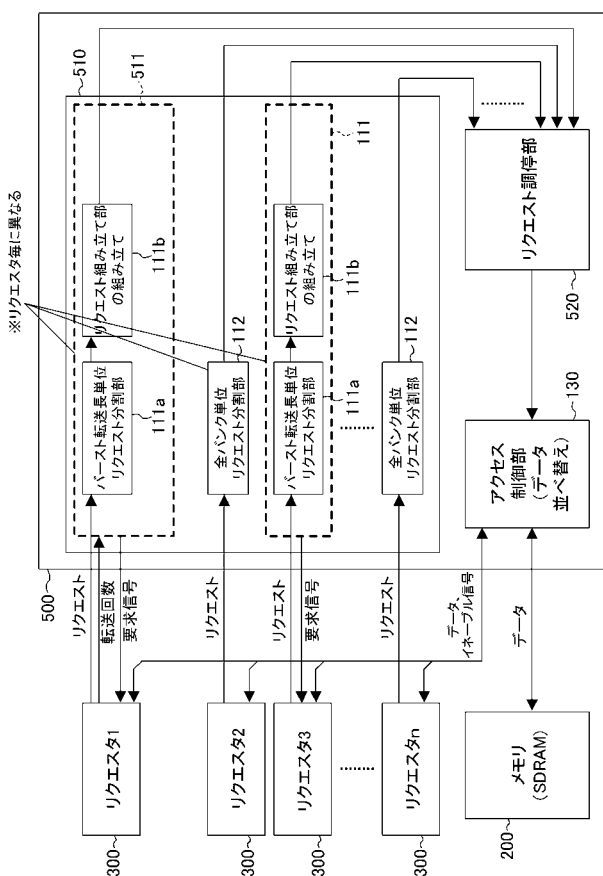 ※リクエスタ毎に異なる
500
510
511
リクエスタ1
300
リクエスト
転送回数
要求信号
バースト転送長単位
リクエスト分割部
111a
リクエスト組み立て部
の組み立て
111b
リクエスタ2
300
リクエスト
全バンク単位
リクエスト分割部
112
リクエスタ3
300
リクエスト
要求信号
バースト転送長単位
リクエスト分割部
111a
リクエスト組み立て部
の組み立て
111b
111
リクエスタn
300
リクエスト
全バンク単位
リクエスト分割部
112
データ、
イネーブル信号
データ
メモリ
(SDRAM)
200
アクセス
制御部
(データ
並べ替え)
130
リクエスト調停部
520